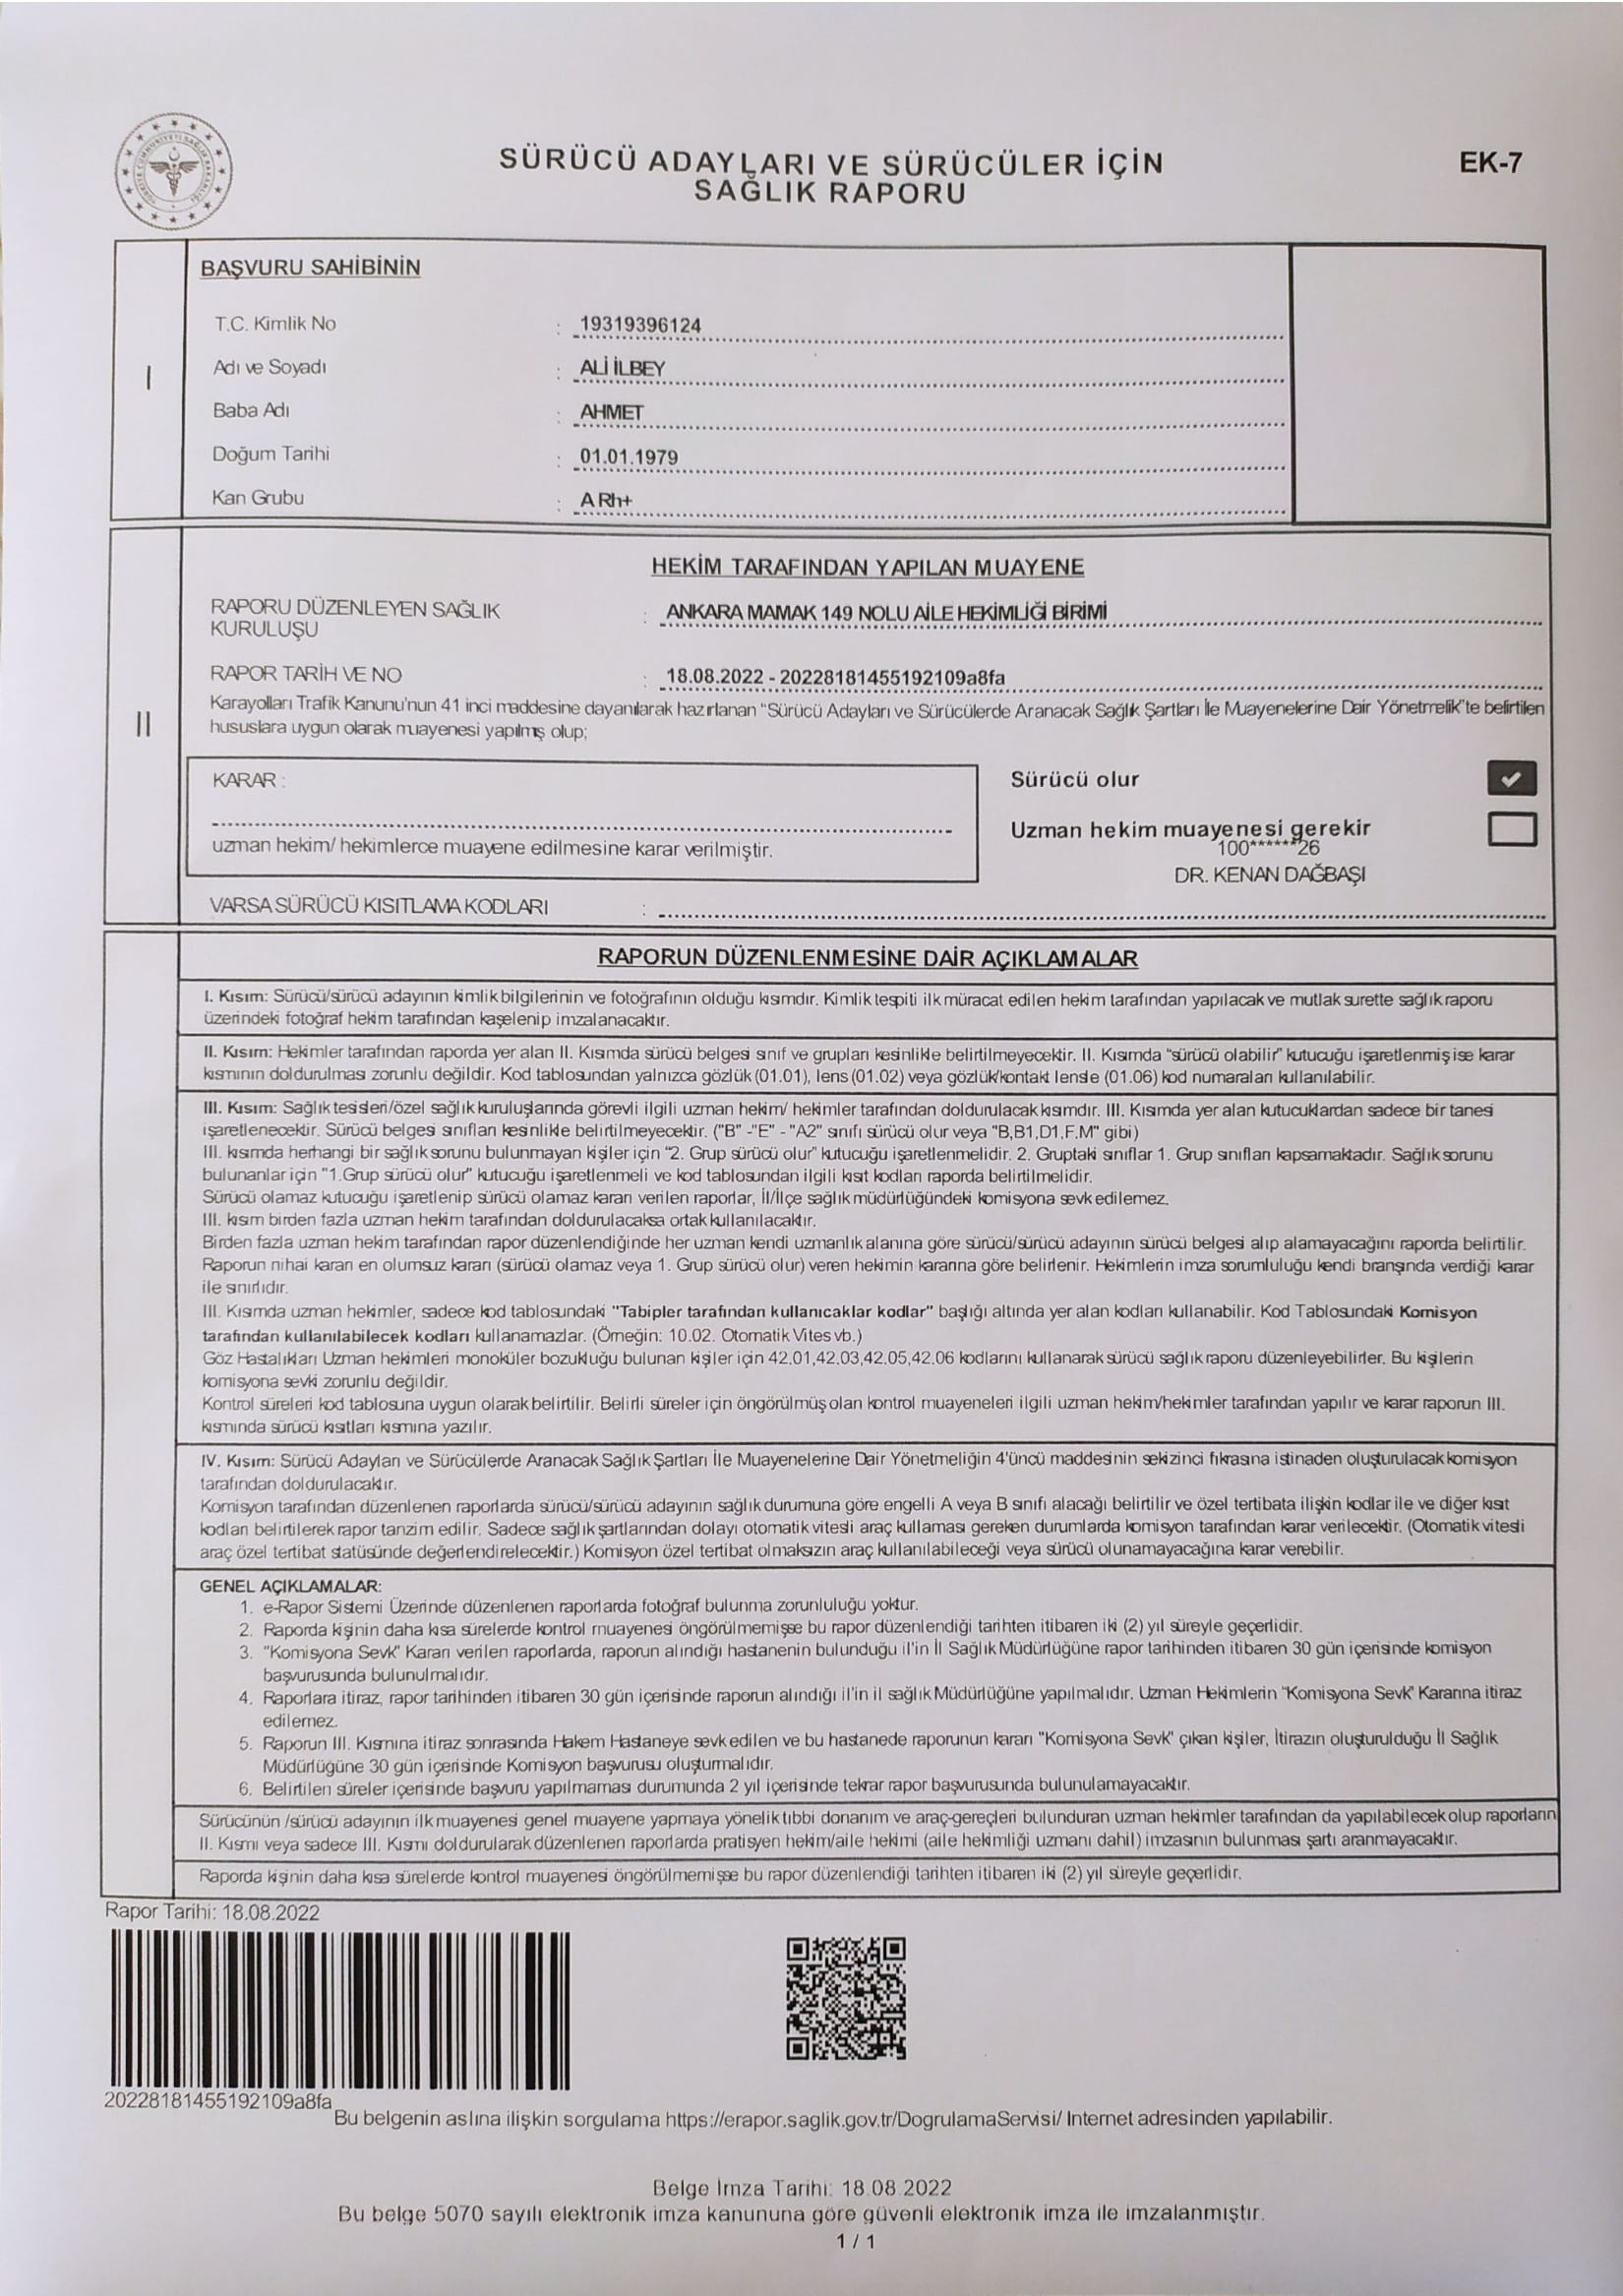 SÜRÜCÜ ADAYLARI VE SÜRÜCÜLER İÇİN
SAĞLIK RAPORU
EK-7
I
BAŞVURU SAHİBİNİN
T.C. Kimlik No : 19319396124
Adı ve Soyadı : ALİ İLBEY
Baba Adı : AHMET
Doğum Tarihi : 01.01.1979
Kan Grubu : A Rh+
II
HEKİM TARAFINDAN YAPILAN MUAYENE
RAPORU DÜZENLEYEN SAĞLIK
KURULUŞU : ANKARA MAMAK 149 NOLU AİLE HEKİMLİĞİ BİRİMİ
RAPOR TARİH VE NO : 18.08.2022 - 20228181455192109a8fa
Karayolları Trafik Kanunu'nun 41 inci maddesine dayanılarak hazırlanan "Sürücü Adayları ve Sürücülerde Aranacak Sağlık Şartları İle Muayenelerine Dair Yönetmelik"te belirtilen
hususlara uygun olarak muayenesi yapılmış olup;
KARAR :
uzman hekim/ hekimlerce muayene edilmesine karar verilmiştir.
Sürücü olur
Uzman hekim muayenesi gerekir
100******26
DR. KENAN DAĞBAŞI
VARSA SÜRÜCÜ KISITLAMA KODLARI :
RAPORUN DÜZENLENMESİNE DAİR AÇIKLAMALAR
I. Kısım: Sürücü/sürücü adayının kimlik bilgilerinin ve fotoğrafının olduğu kısımdır. Kimlik tespiti ilk müracat edilen hekim tarafından yapılacak ve mutlak surette sağlık raporu
üzerindeki fotoğraf hekim tarafından kaşelenip imzalanacaktır.
II. Kısım: Hekimler tarafından raporda yer alan II. Kısımda sürücü belgesi sınıf ve grupları kesinlikle belirtilmeyecektir. II. Kısımda "sürücü olabilir" kutucuğu işaretlenmiş ise karar
kısmının doldurulması zorunlu değildir. Kod tablosundan yalnızca gözlük (01.01), lens (01.02) veya gözlük/kontakt lensle (01.06) kod numaraları kullanılabilir.
III. Kısım: Sağlık tesisleri/özel sağlık kuruluşlarında görevli ilgili uzman hekim/ hekimler tarafından doldurulacak kısımdır. III. Kısımda yer alan kutucuklardan sadece bir tanesi
işaretlenecektir. Sürücü belgesi sınıfları kesinlikle belirtilmeyecektir. ("B" -"E" - "A2" sınıfı sürücü olur veya "B,B1,D1,F,M" gibi)
III. kısımda herhangi bir sağlık sorunu bulunmayan kişiler için "2. Grup sürücü olur" kutucuğu işaretlenmelidir. 2. Gruptaki sınıflar 1. Grup sınıfları kapsamaktadır. Sağlık sorunu
bulunanlar için "1.Grup sürücü olur" kutucuğu işaretlenmeli ve kod tablosundan ilgili kısıt kodları raporda belirtilmelidir.
Sürücü olamaz kutucuğu işaretlenip sürücü olamaz kararı verilen raporlar, İl/İlçe sağlık müdürlüğündeki komisyona sevk edilemez.
III. kısım birden fazla uzman hekim tarafından doldurulacaksa ortak kullanılacaktır.
Birden fazla uzman hekim tarafından rapor düzenlendiğinde her uzman kendi uzmanlık alanına göre sürücü/sürücü adayının sürücü belgesi alıp alamayacağını raporda belirtilir.
Raporun nihai kararı en olumsuz kararı (sürücü olamaz veya 1. Grup sürücü olur) veren hekimin kararına göre belirlenir. Hekimlerin imza sorumluluğu kendi branşında verdiği karar
ile sınırlıdır.
III. Kısımda uzman hekimler, sadece kod tablosundaki "Tabipler tarafından kullanıcaklar kodlar" başlığı altında yer alan kodları kullanabilir. Kod Tablosundaki Komisyon
tarafından kullanılabilecek kodları kullanamazlar. (Örneğin: 10.02. Otomatik Vites vb.)
Göz Hastalıkları Uzman hekimleri monoküler bozukluğu bulunan kişiler için 42.01,42.03,42.05,42.06 kodlarını kullanarak sürücü sağlık raporu düzenleyebilirler. Bu kişilerin
komisyona sevki zorunlu değildir.
Kontrol süreleri kod tablosuna uygun olarak belirtilir. Belirli süreler için öngörülmüş olan kontrol muayeneleri ilgili uzman hekim/hekimler tarafından yapılır ve karar raporun III.
kısmında sürücü kısıtları kısmına yazılır.
IV. Kısım: Sürücü Adayları ve Sürücülerde Aranacak Sağlık Şartları İle Muayenelerine Dair Yönetmeliğin 4'üncü maddesinin sekizinci fıkrasına istinaden oluşturulacak komisyon
tarafından doldurulacaktır.
Komisyon tarafından düzenlenen raporlarda sürücü/sürücü adayının sağlık durumuna göre engelli A veya B sınıfı alacağı belirtilir ve özel tertibata ilişkin kodlar ile ve diğer kısıt
kodları belirtilerek rapor tanzim edilir. Sadece sağlık şartlarından dolayı otomatik vitesli araç kullaması gereken durumlarda komisyon tarafından karar verilecektir. (Otomatik vitesli
araç özel tertibat statüsünde değerlendirelecektir.) Komisyon özel tertibat olmaksızın araç kullanılabileceği veya sürücü olunamayacağına karar verebilir.
GENEL AÇIKLAMALAR:
1. e-Rapor Sistemi Üzerinde düzenlenen raporlarda fotoğraf bulunma zorunluluğu yoktur.
2. Raporda kişinin daha kısa sürelerde kontrol muayenesi öngörülmemişse bu rapor düzenlendiği tarihten itibaren iki (2) yıl süreyle geçerlidir.
3. "Komisyona Sevk" Kararı verilen raporlarda, raporun alındığı hastanenin bulunduğu il'in İl Sağlık Müdürlüğüne rapor tarihinden itibaren 30 gün içerisinde komisyon
başvurusunda bulunulmalıdır.
4. Raporlara itiraz, rapor tarihinden itibaren 30 gün içerisinde raporun alındığı il'in il sağlık Müdürlüğüne yapılmalıdır. Uzman Hekimlerin "Komisyona Sevk" Kararına itiraz
edilemez.
5. Raporun III. Kısmına itiraz sonrasında Hakem Hastaneye sevk edilen ve bu hastanede raporunun kararı "Komisyona Sevk" çıkan kişiler, İtirazın oluşturulduğu İl Sağlık
Müdürlüğüne 30 gün içerisinde Komisyon başvurusu oluşturmalıdır.
6. Belirtilen süreler içerisinde başvuru yapılmaması durumunda 2 yıl içerisinde tekrar rapor başvurusunda bulunulamayacaktır.
Sürücünün /sürücü adayının ilk muayenesi genel muayene yapmaya yönelik tıbbi donanım ve araç-gereçleri bulunduran uzman hekimler tarafından da yapılabilecek olup raporların
II. Kısmı veya sadece III. Kısmı doldurularak düzenlenen raporlarda pratisyen hekim/aile hekimi (aile hekimliği uzmanı dahil) imzasının bulunması şartı aranmayacaktır.
Raporda kişinin daha kısa sürelerde kontrol muayenesi öngörülmemişse bu rapor düzenlendiği tarihten itibaren iki (2) yıl süreyle geçerlidir.
Rapor Tarihi: 18.08.2022
20228181455192109a8fa
Bu belgenin aslına ilişkin sorgulama https://erapor.saglik.gov.tr/DogrulamaServisi/ Internet adresinden yapılabilir.
Belge İmza Tarihi: 18.08.2022
Bu belge 5070 sayılı elektronik imza kanununa göre güvenli elektronik imza ile imzalanmıştır.
1 / 1